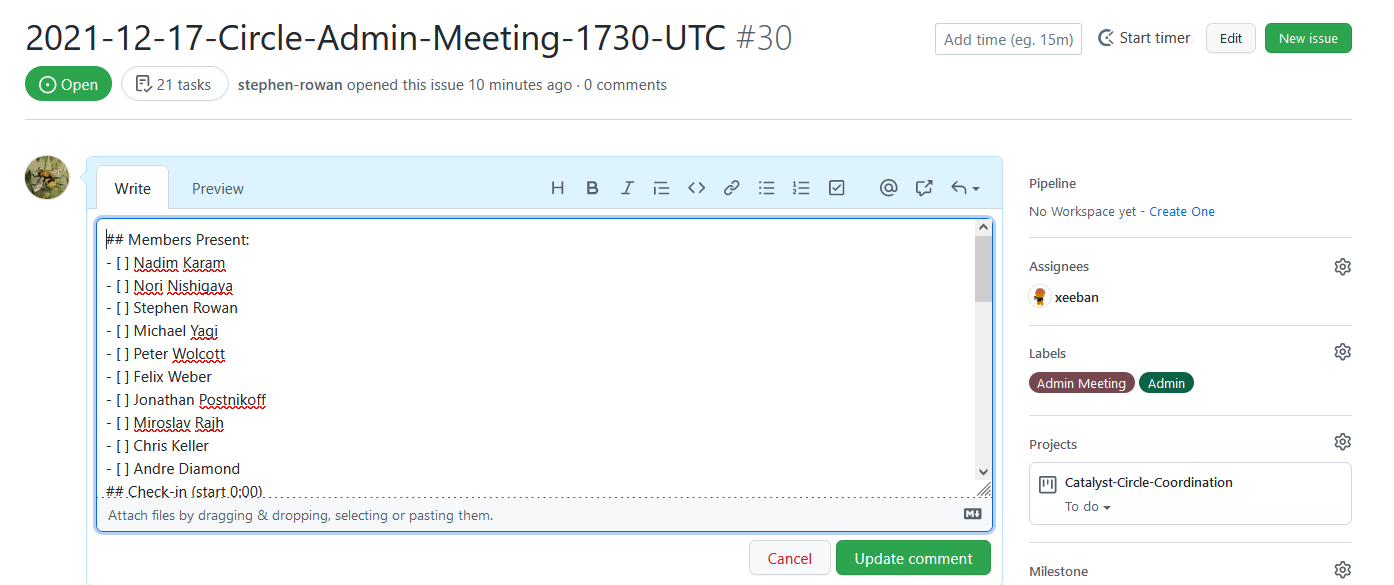 2021-12-17-Circle-Admin-Meeting-1730-UTC #30
Add time (eg. 15m)
Start timer
Edit
New issue
Open
21 tasks
stephen-rowan opened this issue 10 minutes ago · 0 comments
Write
Preview
## Members Present:
- [ ] Nadim Karam
- [ ] Nori Nishigaya
- [ ] Stephen Rowan
- [ ] Michael Yagi
- [ ] Peter Wolcott
- [ ] Felix Weber
- [ ] Jonathan Postnikoff
- [ ] Miroslav Rajh
- [ ] Chris Keller
- [ ] Andre Diamond
## Check-in (start 0:00)
Attach files by dragging & dropping, selecting or pasting them.
Cancel
Update comment
Pipeline
No Workspace yet - Create One
Assignees
xeeban
Labels
Admin Meeting
Admin
Projects
Catalyst-Circle-Coordination
To do
Milestone